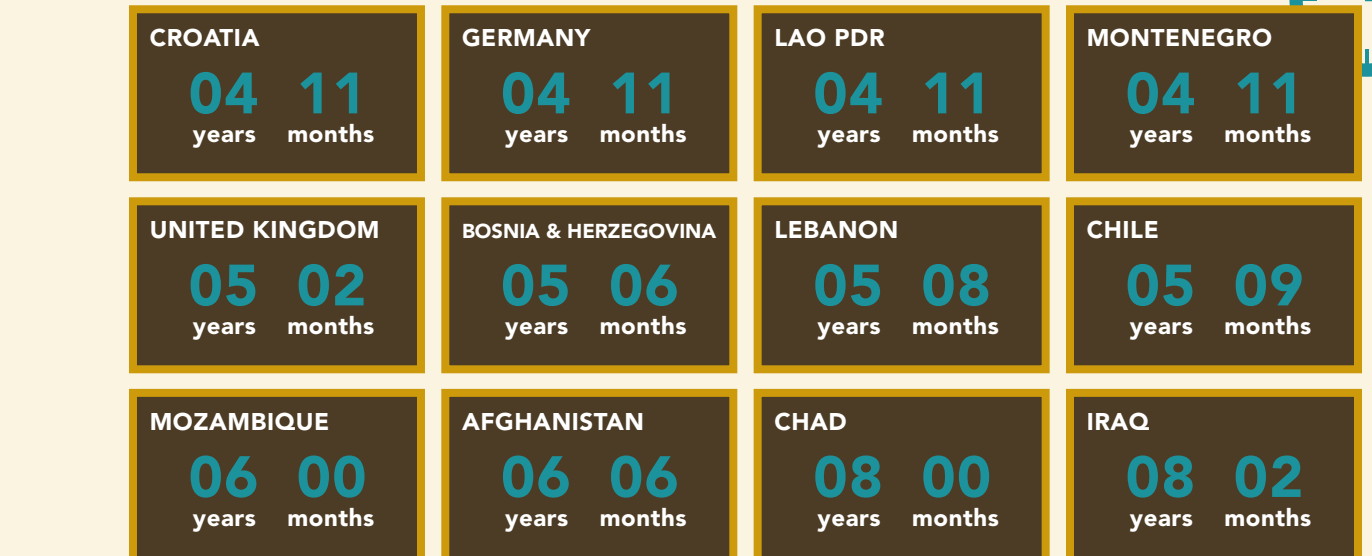 CROATIA
04 11
years months
GERMANY
04 11
years months
LAO PDR
04 11
years months
MONTENEGRO
04 11
years months
UNITED KINGDOM
05 02
years months
BOSNIA & HERZEGOVINA
05 06
years months
LEBANON
05 08
years months
CHILE
05 09
years months
MOZAMBIQUE
06 00
years months
AFGHANISTAN
06 06
years months
CHAD
08 00
years months
IRAQ
08 02
years months